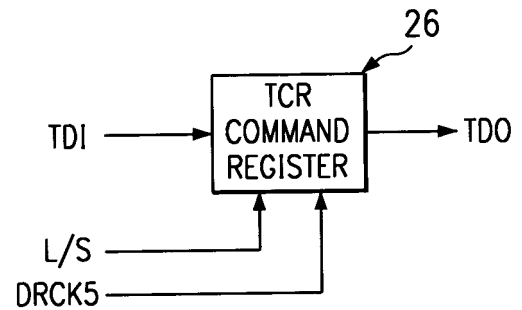 26
TCR
COMMAND
REGISTER
TDI
TDO
L/S
DRCK5